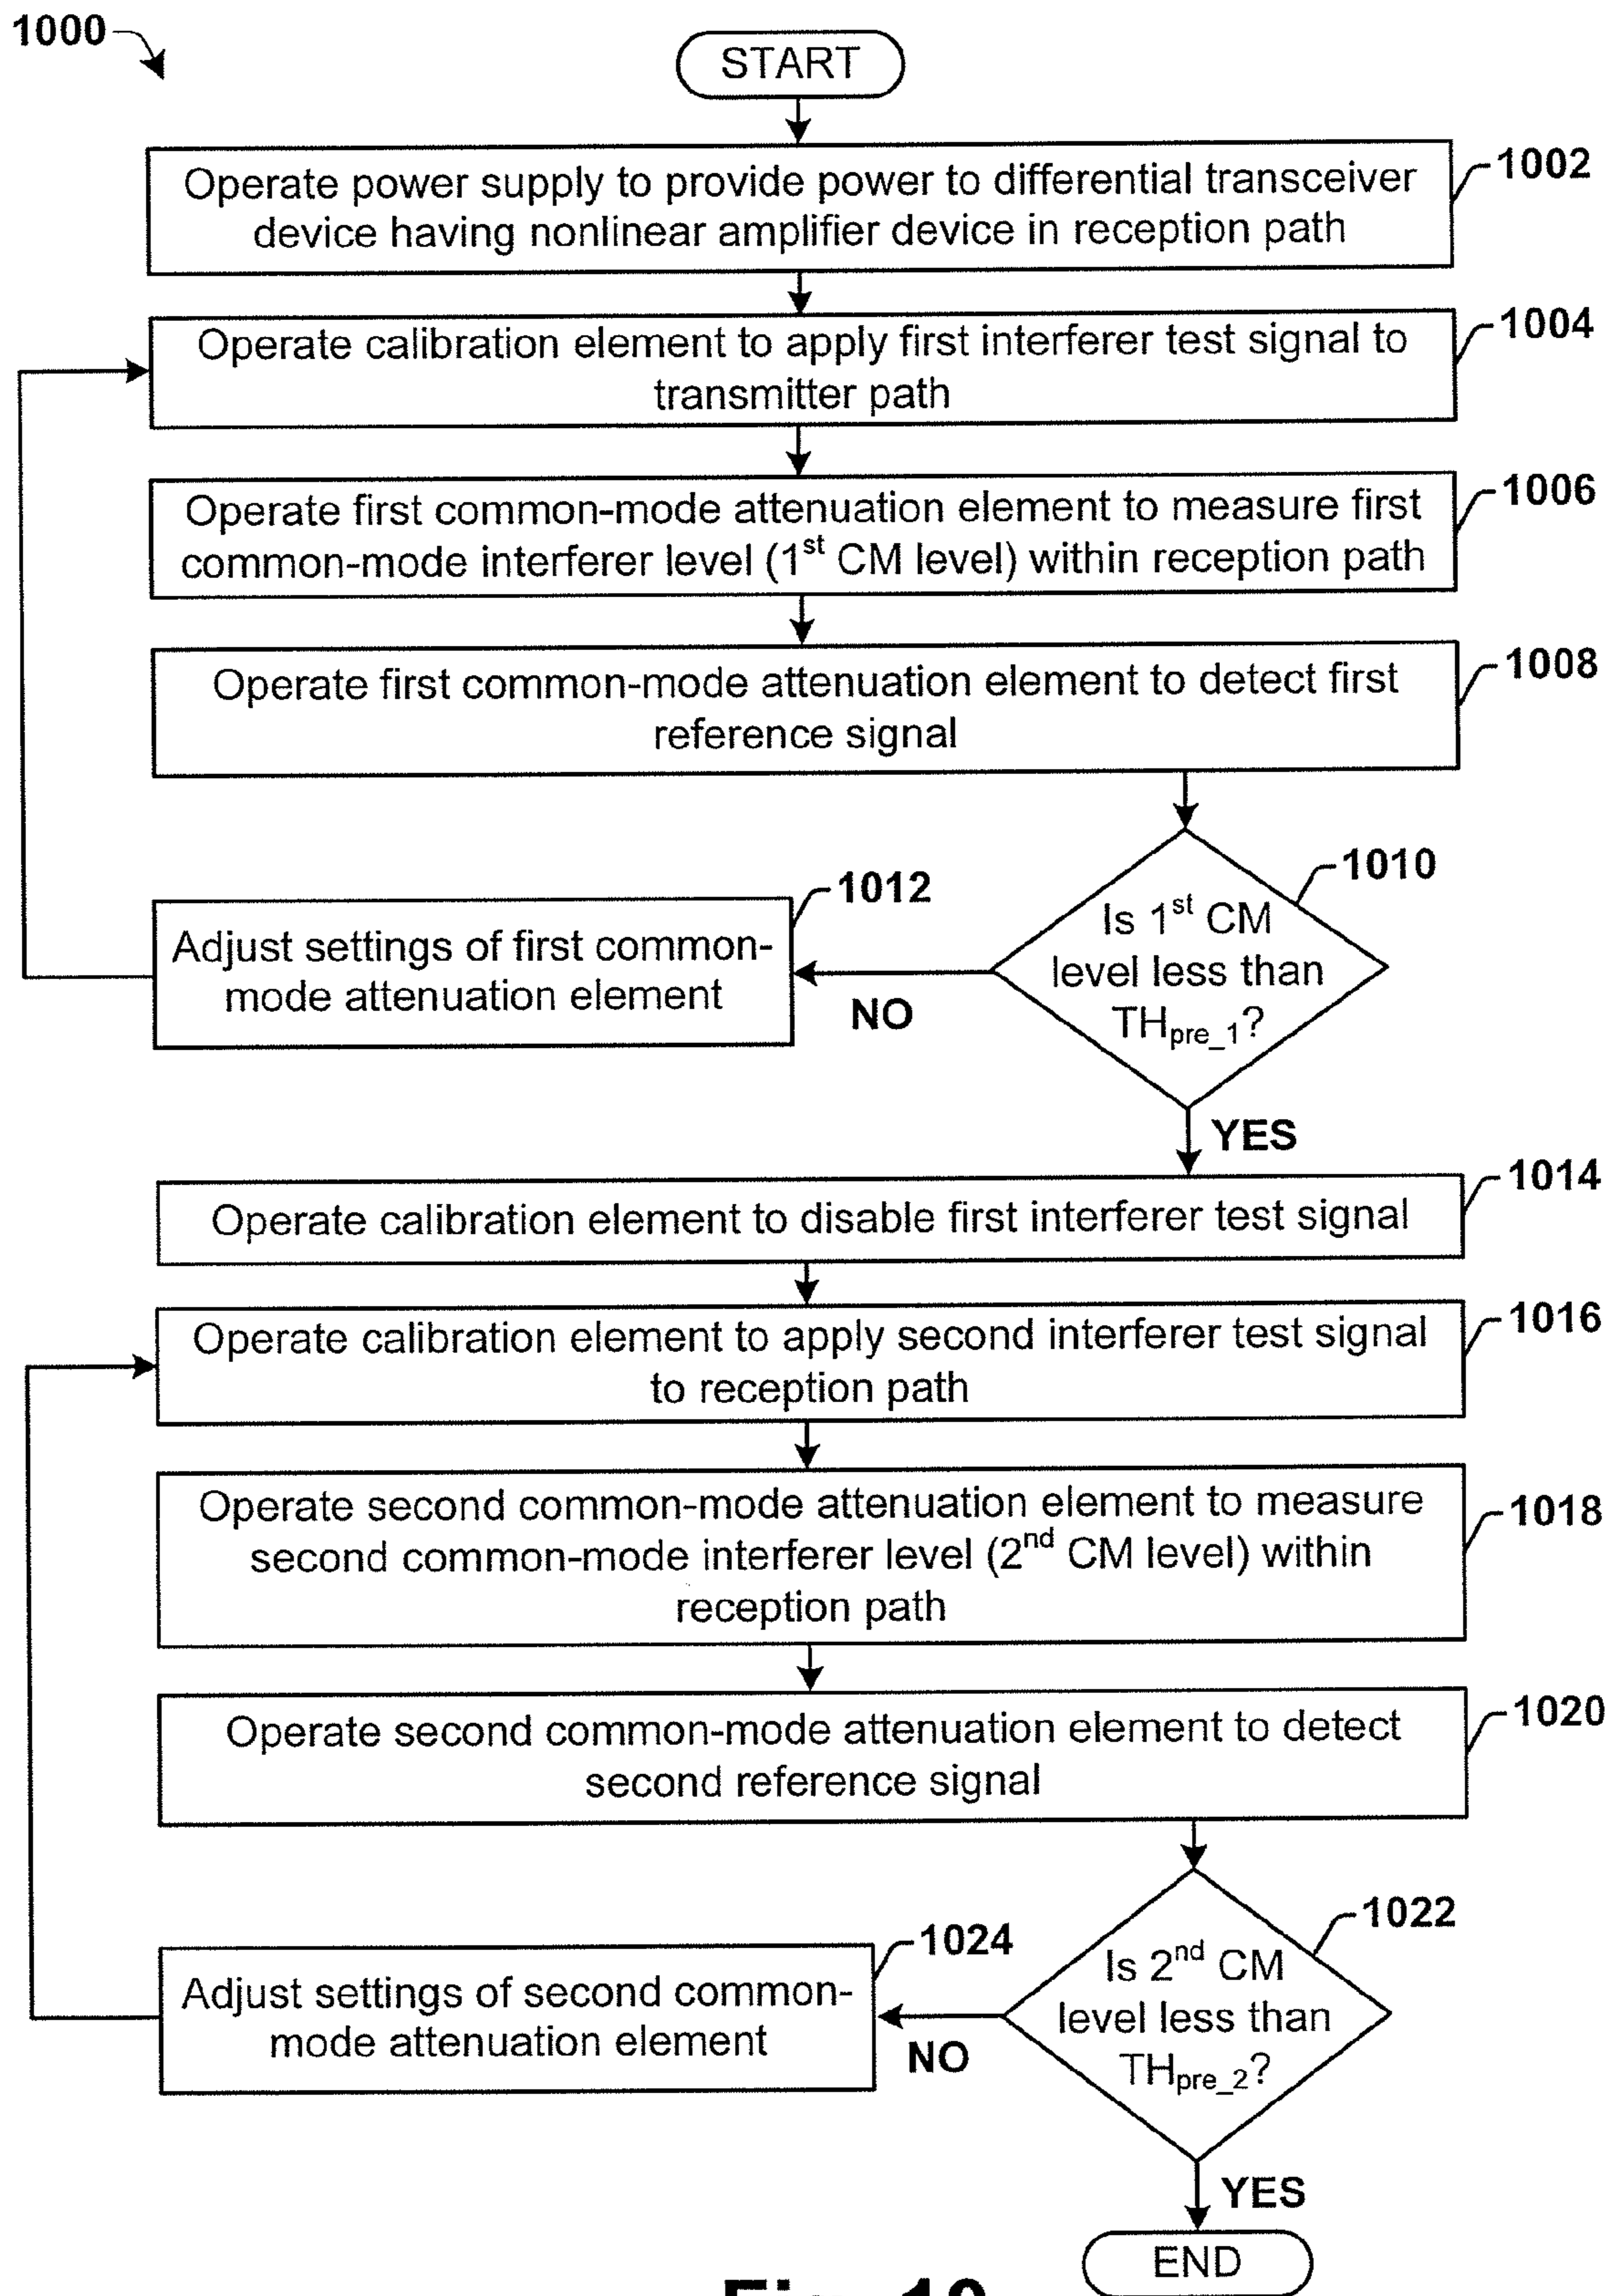 1000
START
Operate power supply to provide power to differential transceiver
device having nonlinear amplifier device in reception path
1002
Operate calibration element to apply first interferer test signal to
transmitter path
1004
Operate first common-mode attenuation element to measure first
common-mode interferer level (1st CM level) within reception path
1006
Operate first common-mode attenuation element to detect first
reference signal
1008
Is 1st CM
level less than
THpre_1?
1010
NO
Adjust settings of first common-
mode attenuation element
1012
YES
Operate calibration element to disable first interferer test signal
1014
Operate calibration element to apply second interferer test signal
to reception path
1016
Operate second common-mode attenuation element to measure
second common-mode interferer level (2nd CM level) within
reception path
1018
Operate second common-mode attenuation element to detect
second reference signal
1020
Is 2nd CM
level less than
THpre_2?
1022
NO
Adjust settings of second common-
mode attenuation element
1024
YES
END